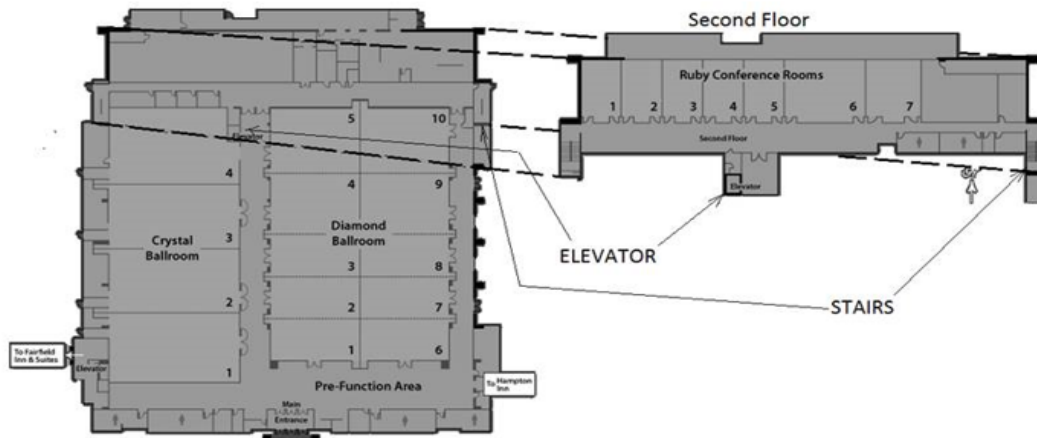 Second Floor
Ruby Conference Rooms
1 2 3 4 5 6 7
Second Floor
Elevator
ELEVATOR
STAIRS
Elevator
5 10
4 4 9
Crystal
Ballroom
3
Diamond
Ballroom
3 8
2 2 7
1 1 6
To Fairfield
Inn & Suites
Elevator
Pre-Function Area
To Hampton
Inn
Main
Entrance